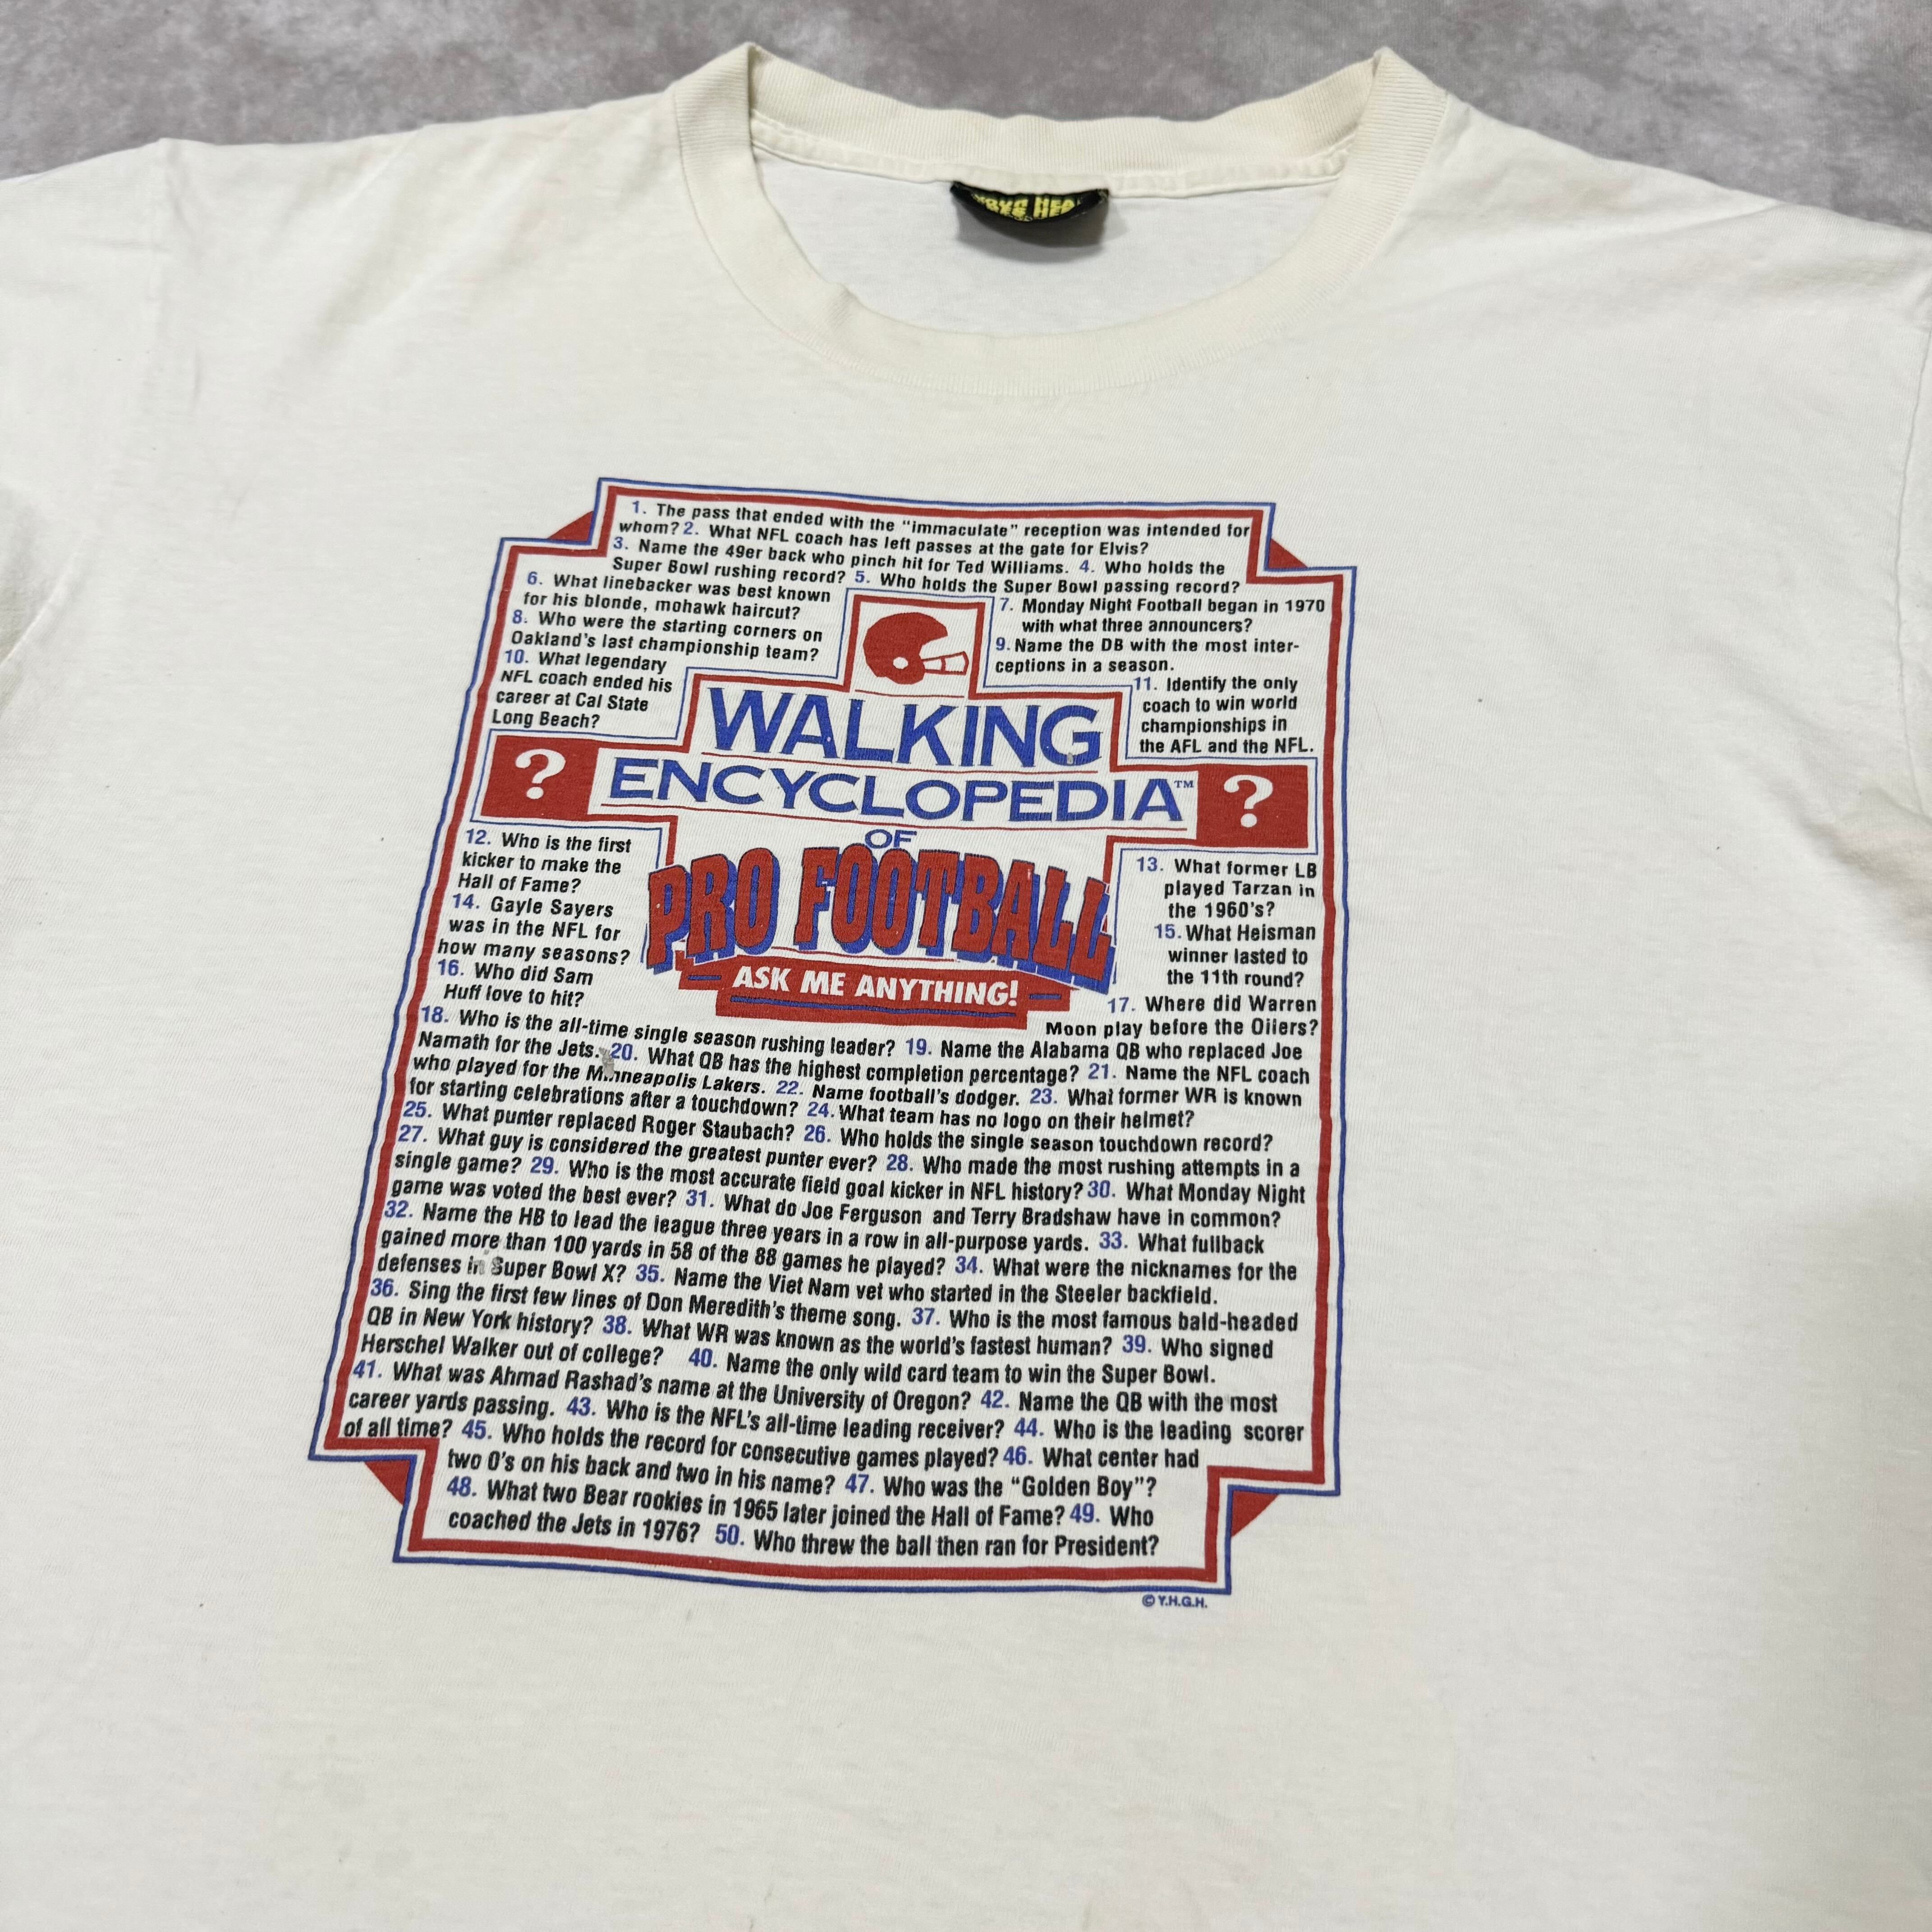 1. The pass that ended with the "immaculate" reception was intended for
whom? 2. What NFL coach has left passes at the gate for Elvis?
3. Name the 49er back who pinch hit for Ted Williams. 4. Who holds the
Super Bowl rushing record? 5. Who holds the Super Bowl passing record?
6. What linebacker was best known
for his blonde, mohawk haircut?
7. Monday Night Football began in 1970
with what three announcers?
8. Who were the starting corners on
Oakland's last championship team?
9. Name the DB with the most inter-
ceptions in a season.
10. What legendary
NFL coach ended his
career at Cal State
Long Beach?
11. Identify the only
coach to win world
championships in
the AFL and the NFL.
WALKING
? ENCYCLOPEDIA™ ?
OF
PRO FOOTBALL
ASK ME ANYTHING!
12. Who is the first
kicker to make the
Hall of Fame?
13. What former LB
played Tarzan in
the 1960's?
14. Gayle Sayers
was in the NFL for
how many seasons?
15. What Heisman
winner lasted to
the 11th round?
16. Who did Sam
Huff love to hit?
17. Where did Warren
Moon play before the Oilers?
18. Who is the all-time single season rushing leader? 19. Name the Alabama QB who replaced Joe
Namath for the Jets. 20. What QB has the highest completion percentage? 21. Name the NFL coach
who played for the Minneapolis Lakers. 22. Name football's dodger. 23. What former WR is known
for starting celebrations after a touchdown? 24. What team has no logo on their helmet?
25. What punter replaced Roger Staubach? 26. Who holds the single season touchdown record?
27. What guy is considered the greatest punter ever? 28. Who made the most rushing attempts in a
single game? 29. Who is the most accurate field goal kicker in NFL history? 30. What Monday Night
game was voted the best ever? 31. What do Joe Ferguson and Terry Bradshaw have in common?
32. Name the HB to lead the league three years in a row in all-purpose yards. 33. What fullback
gained more than 100 yards in 58 of the 88 games he played? 34. What were the nicknames for the
defenses in Super Bowl X? 35. Name the Viet Nam vet who started in the Steeler backfield.
36. Sing the first few lines of Don Meredith's theme song. 37. Who is the most famous bald-headed
QB in New York history? 38. What WR was known as the world's fastest human? 39. Who signed
Herschel Walker out of college? 40. Name the only wild card team to win the Super Bowl.
41. What was Ahmad Rashad's name at the University of Oregon? 42. Name the QB with the most
career yards passing. 43. Who is the NFL's all-time leading receiver? 44. Who is the leading scorer
of all time? 45. Who holds the record for consecutive games played? 46. What center had
two 0's on his back and two in his name? 47. Who was the "Golden Boy"?
48. What two Bear rookies in 1965 later joined the Hall of Fame? 49. Who
coached the Jets in 1976? 50. Who threw the ball then ran for President?
© Y.H.G.H.